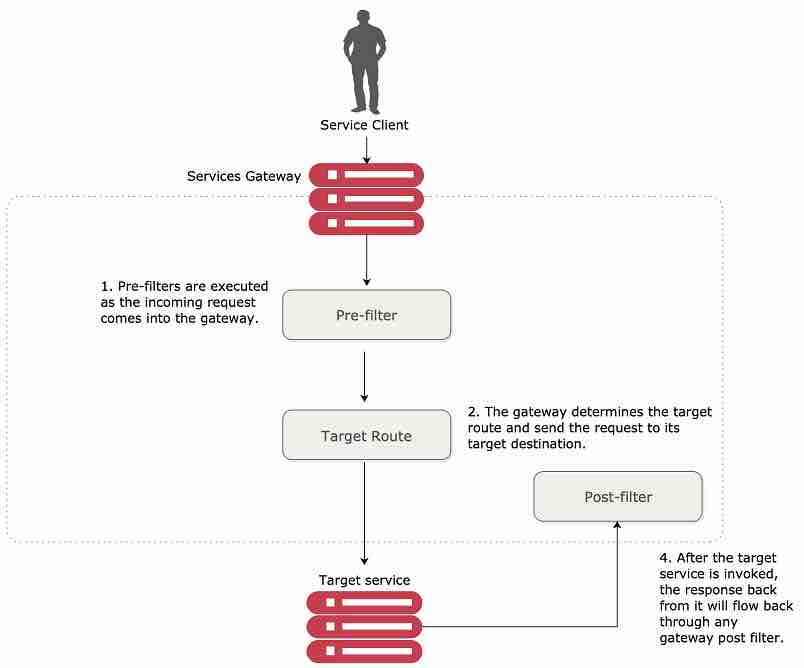 Service Client
Services Gateway
1. Pre-filters are executed
as the incoming request
comes into the gateway.
Pre-filter
2. The gateway determines the target
route and send the request to its
target destination.
Target Route
Post-filter
4. After the target
service is invoked,
the response back
from it will flow back
through any
gateway post filter.
Target service